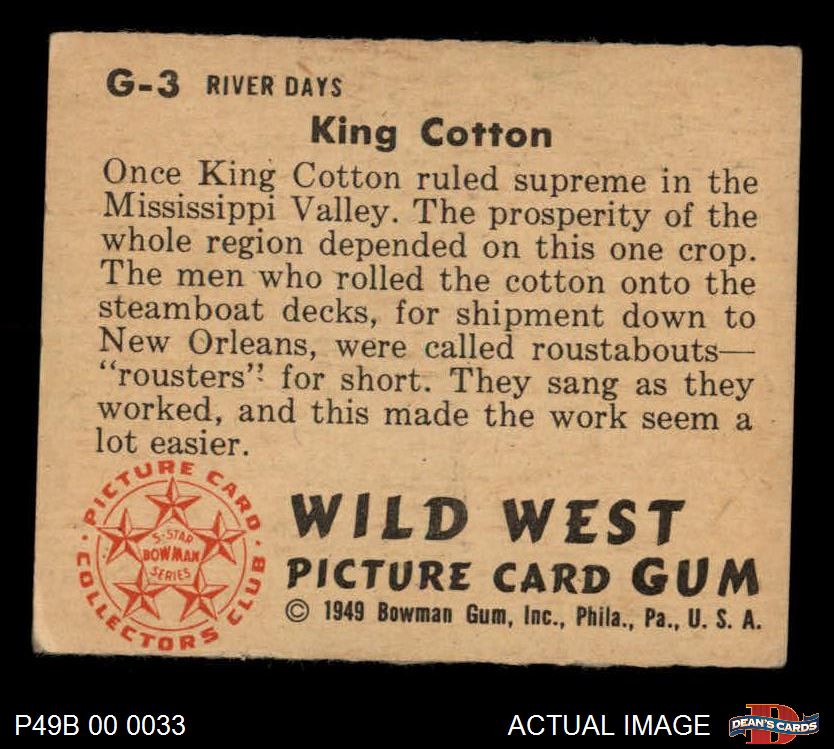 G-3 RIVER DAYS
King Cotton
Once King Cotton ruled supreme in the
Mississippi Valley. The prosperity of the
whole region depended on this one crop.
The men who rolled the cotton onto the
steamboat decks, for shipment down to
New Orleans, were called roustabouts—
“rousters” for short. They sang as they
worked, and this made the work seem a
lot easier.
PICTURE CARD
COLLECTORS CLUB
5-STAR
BOWMAN
SERIES
WILD WEST
PICTURE CARD GUM
© 1949 Bowman Gum, Inc., Phila., Pa., U. S. A.
P49B 00 0033
ACTUAL IMAGE
D
DEAN'S CARDS